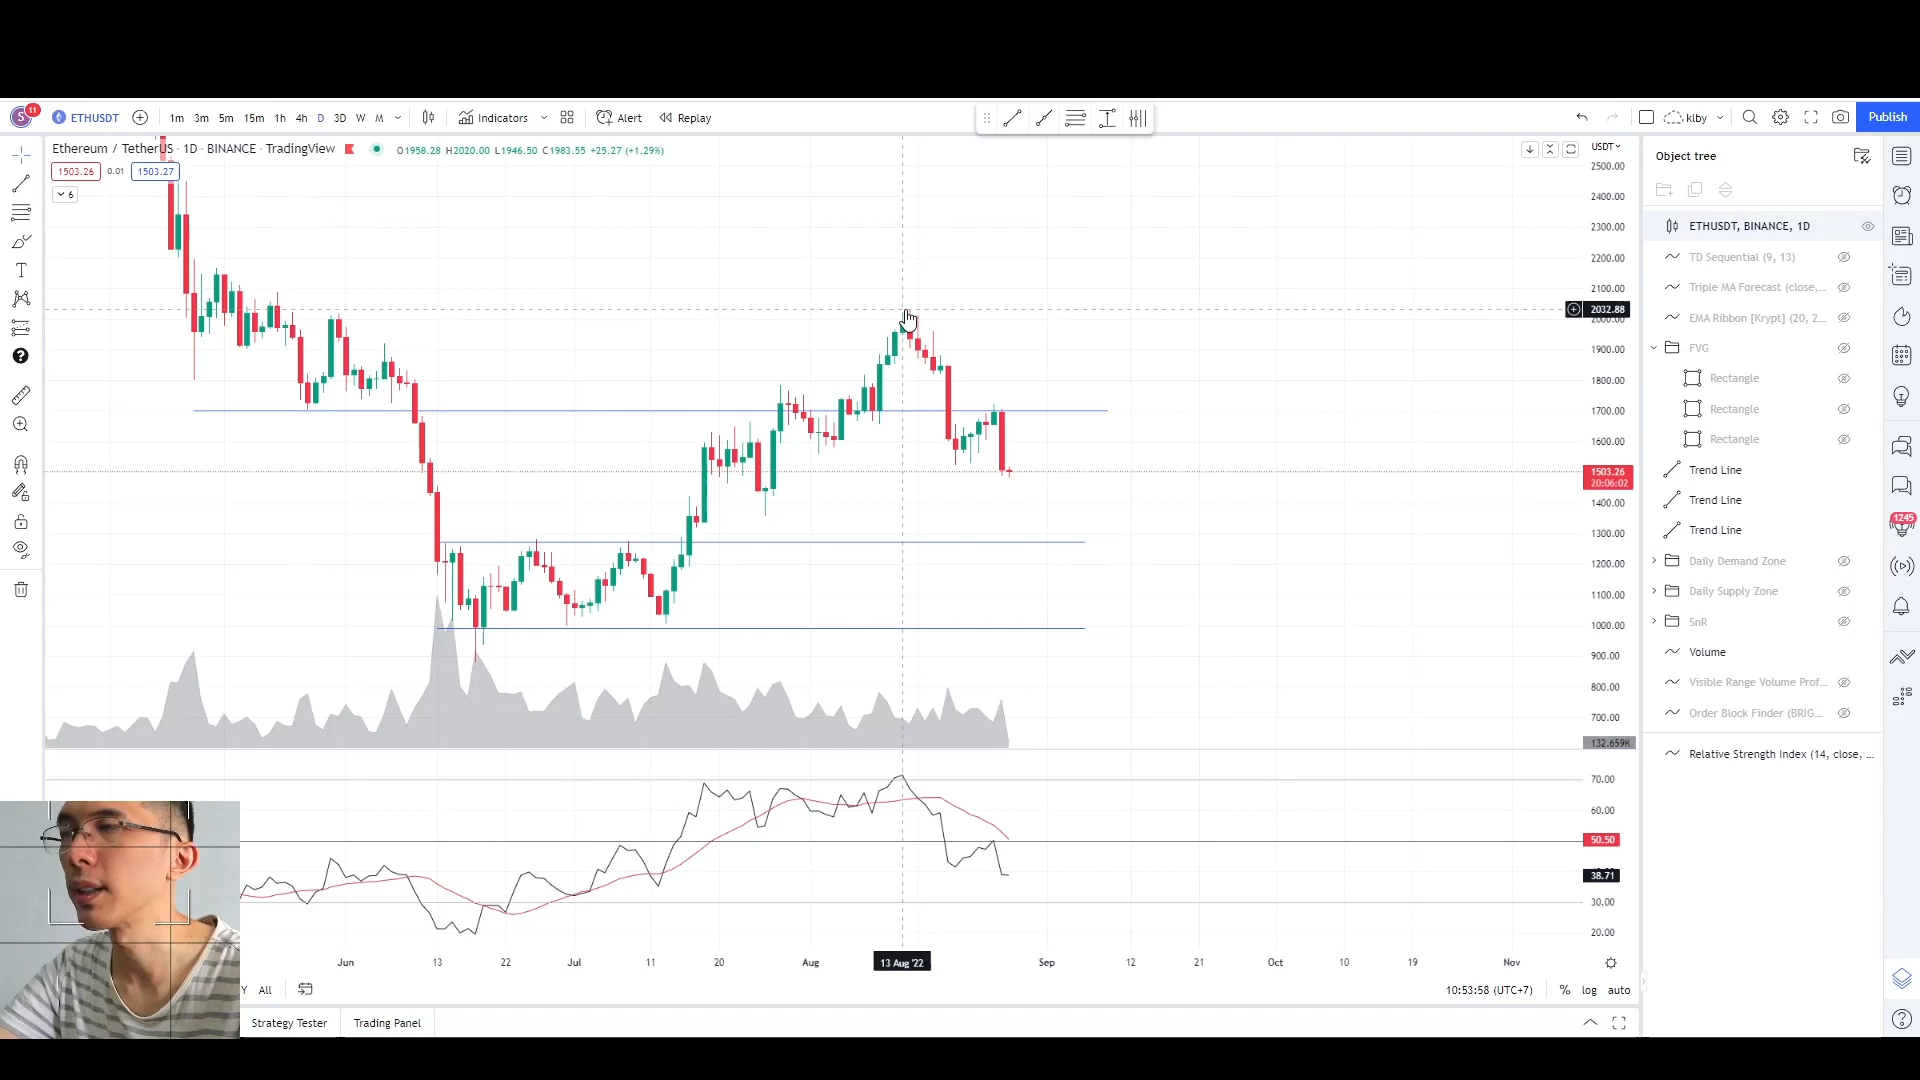 S 11 ETHUSDT 1m 3m 5m 15m 1h 4h D 3D W M Indicators Alert Replay klby Publish
Ethereum / TetherUS · 1D · BINANCE · TradingView O1958.28 H2020.00 L1946.50 C1983.55 +25.27 (+1.29%)
1503.26 0.01 1503.27
6
USDT
2500.00
2400.00
2300.00
2200.00
2100.00
2032.88
2000.00
1900.00
1800.00
1700.00
1600.00
1503.26
20:06:02
1400.00
1300.00
1200.00
1100.00
1000.00
900.00
800.00
700.00
132.659K
70.00
60.00
50.50
38.71
30.00
20.00
Jun 13 22 Jul 11 20 Aug 13 Aug '22 Sep 12 21 Oct 10 19 Nov
Y All 10:53:58 (UTC+7) % log auto
Strategy Tester Trading Panel
Object tree
ETHUSDT, BINANCE, 1D
TD Sequential (9, 13)
Triple MA Forecast (close,...
EMA Ribbon [Krypt] (20, 2...
FVG
Rectangle
Rectangle
Rectangle
Trend Line
Trend Line
Trend Line
Daily Demand Zone
Daily Supply Zone
SnR
Volume
Visible Range Volume Prof...
Order Block Finder (BRIG...
Relative Strength Index (14, close, ...
1245